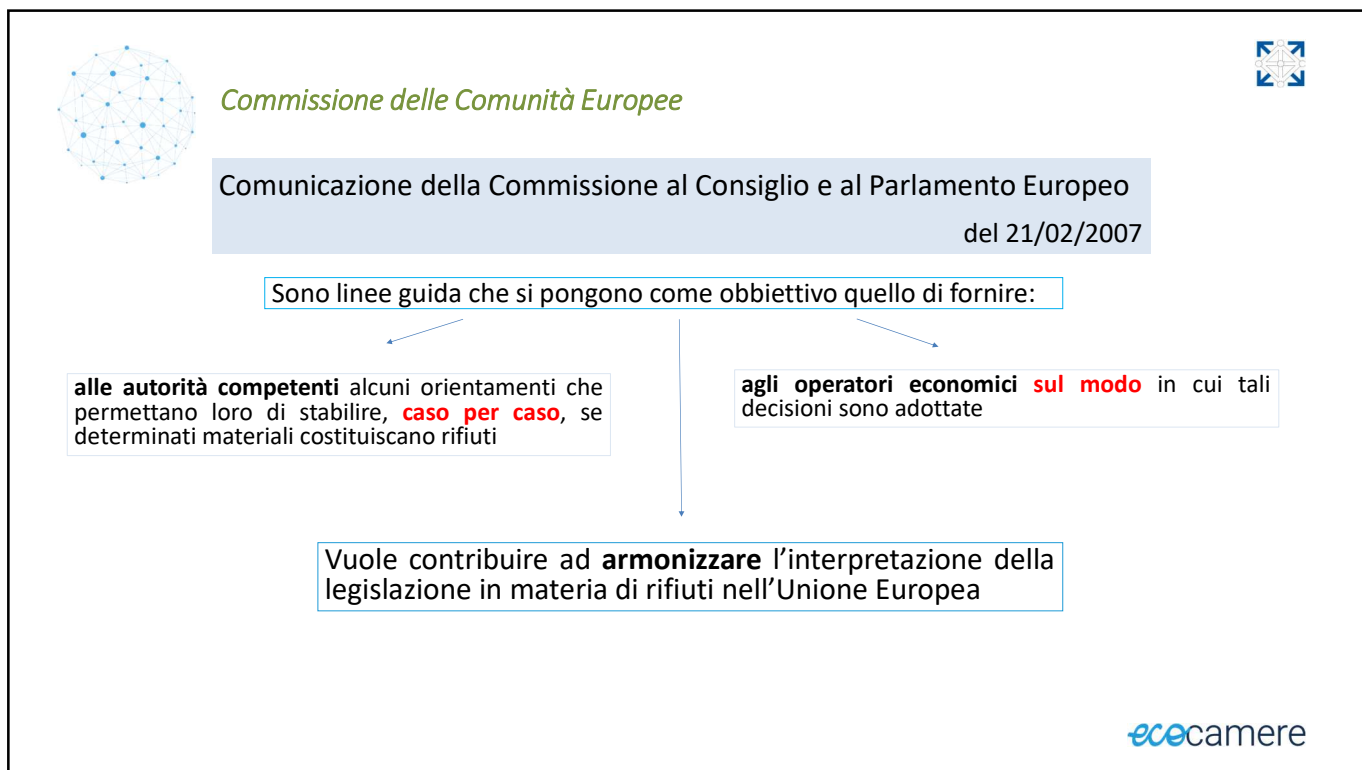 Commissione delle Comunità Europee
Comunicazione della Commissione al Consiglio e al Parlamento Europeo
del 21/02/2007
Sono linee guida che si pongono come obbiettivo quello di fornire:
alle autorità competenti alcuni orientamenti che
permettano loro di stabilire, caso per caso, se
determinati materiali costituiscano rifiuti
agli operatori economici sul modo in cui tali
decisioni sono adottate
Vuole contribuire ad armonizzare l’interpretazione della
legislazione in materia di rifiuti nell’Unione Europea
ecocamere